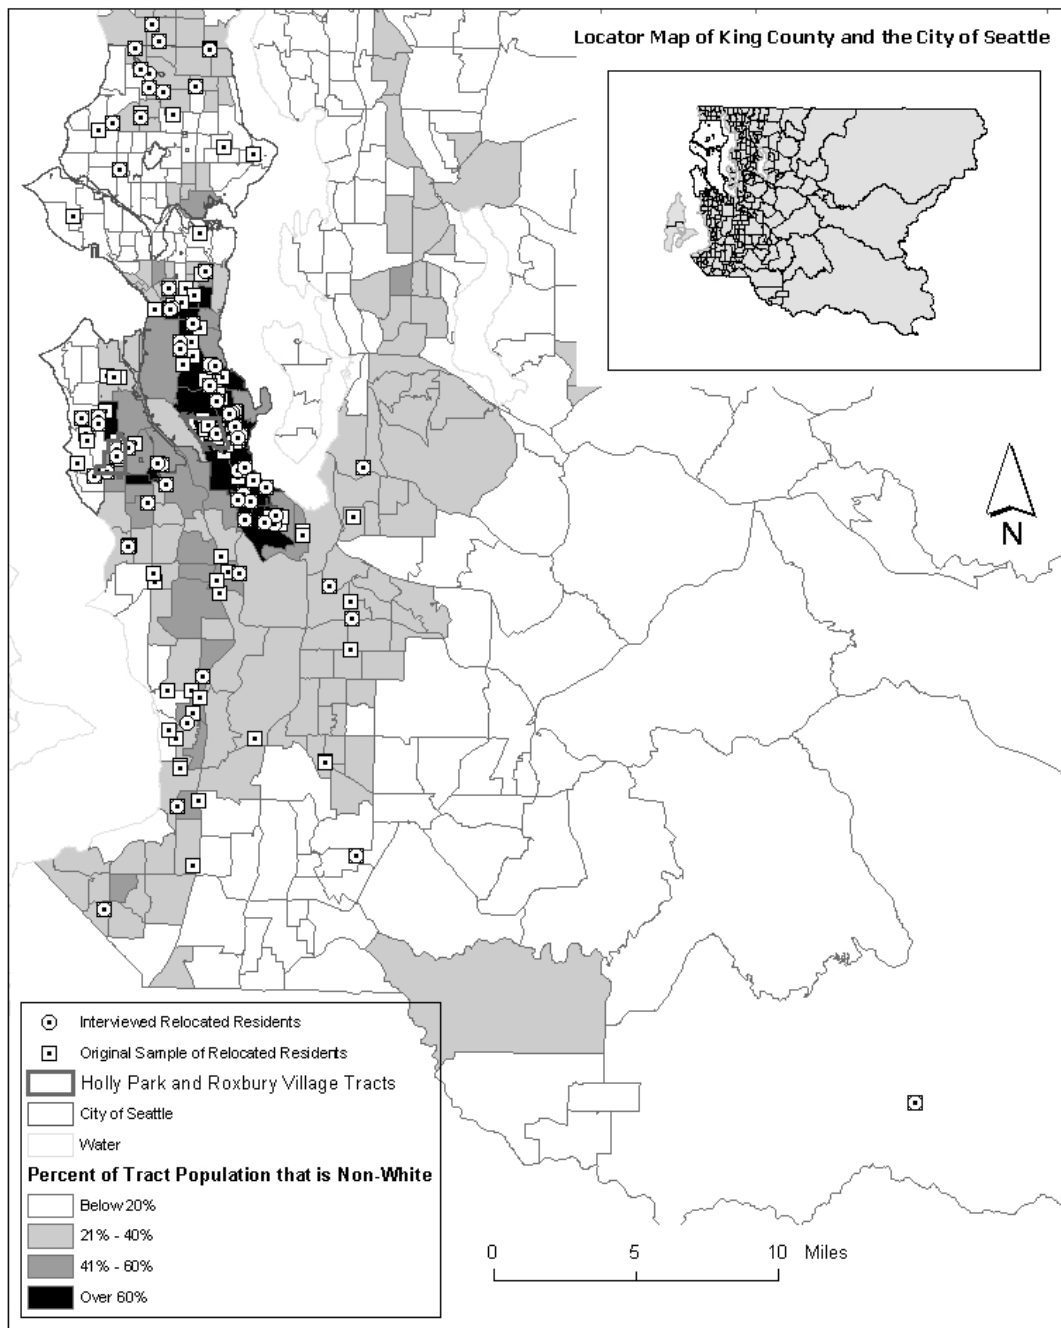 Locator Map of King County and the City of Seattle
N
Interviewed Relocated Residents
Original Sample of Relocated Residents
Holly Park and Roxbury Village Tracts
City of Seattle
Water
Percent of Tract Population that is Non-White
Below 20%
21% - 40%
41% - 60%
Over 60%
0 5 10 Miles